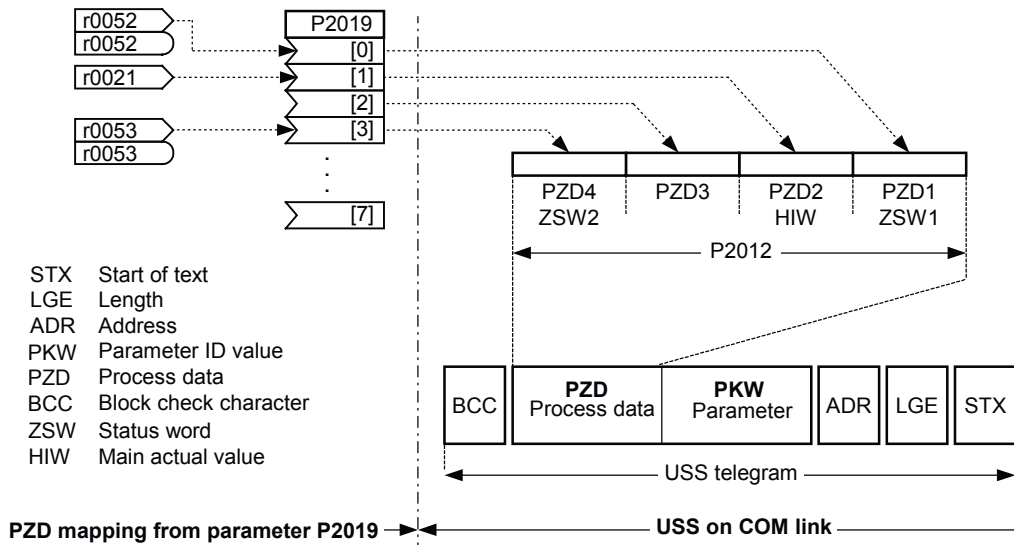 r0052
r0052
r0021
r0053
r0053
P2019
[0]
[1]
[2]
[3]
.
.
.
[7]
PZD4 PZD3 PZD2 PZD1
ZSW2 HIW ZSW1
P2012
STX Start of text
LGE Length
ADR Address
PKW Parameter ID value
PZD Process data
BCC Block check character
ZSW Status word
HIW Main actual value
BCC
PZD
Process data
PKW
Parameter
ADR
LGE
STX
USS telegram
PZD mapping from parameter P2019
USS on COM link